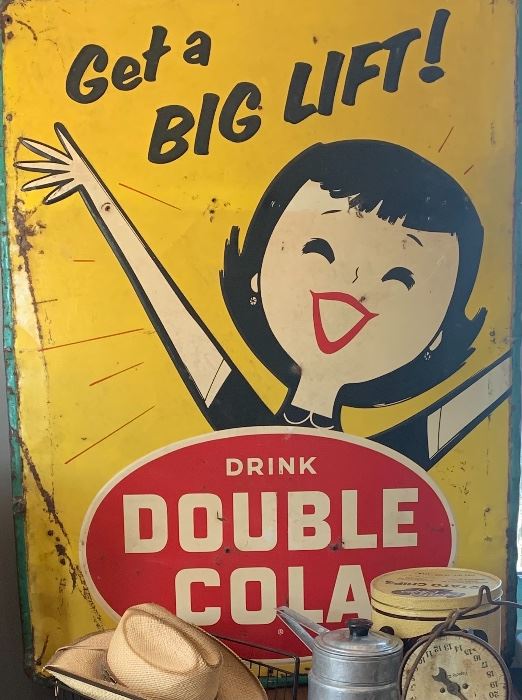 Get a
BIG LIFT!
DRINK
DOUBLE
COLA
®